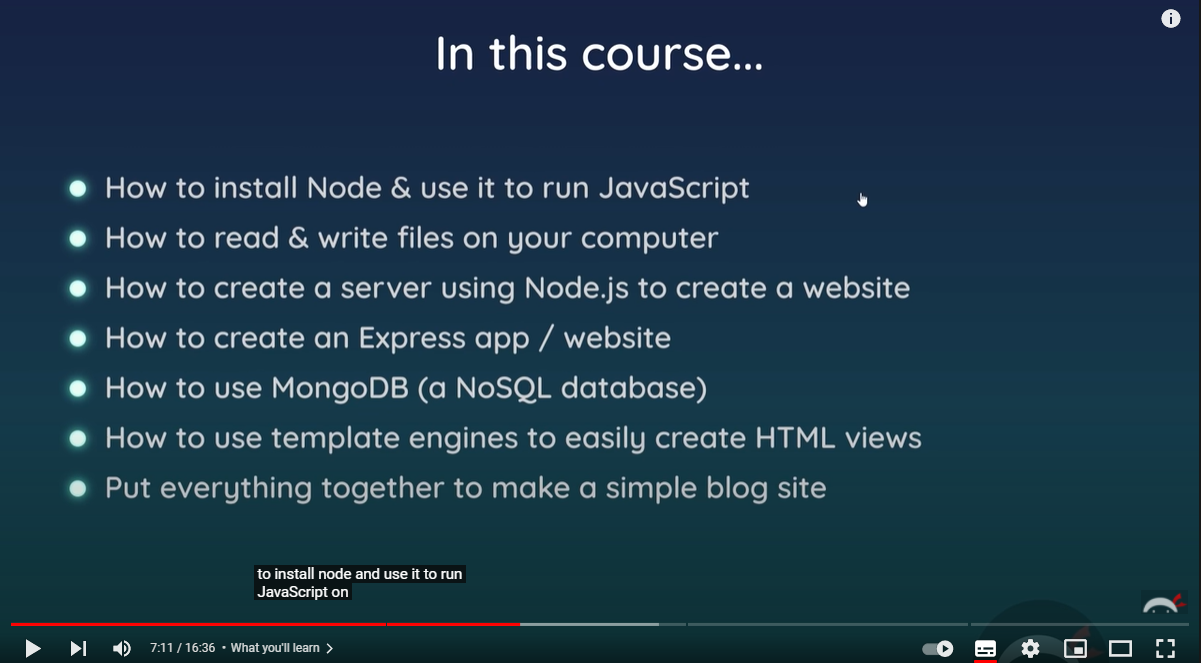 In this course...
How to install Node & use it to run JavaScript
How to read & write files on your computer
How to create a server using Node.js to create a website
How to create an Express app / website
How to use MongoDB (a NoSQL database)
How to use template engines to easily create HTML views
Put everything together to make a simple blog site
to install node and use it to run
JavaScript on
7:11 / 16:36 • What you'll learn >